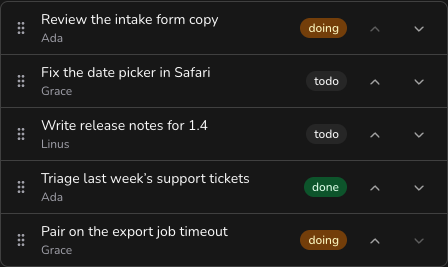 Review the intake form copy
doing
Ada
Fix the date picker in Safari
todo
Grace
Write release notes for 1.4
todo
Linus
Triage last week’s support tickets
done
Ada
Pair on the export job timeout
doing
Grace